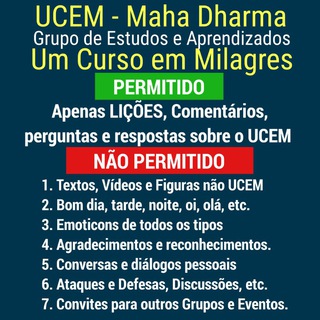 UCEM - Maha Dharma
Grupo de Estudos e Aprendizados
Um Curso em Milagres
PERMITIDO
Apenas LIÇÕES, Comentários,
perguntas e respostas sobre o UCEM
NÃO PERMITIDO
1. Textos, Vídeos e Figuras não UCEM
2. Bom dia, tarde, noite, oi, olá, etc.
3. Emoticons de todos os tipos
4. Agradecimentos e reconhecimentos.
5. Conversas e diálogos pessoais
6. Ataques e Defesas, Discussões, etc.
7. Convites para outros Grupos e Eventos.